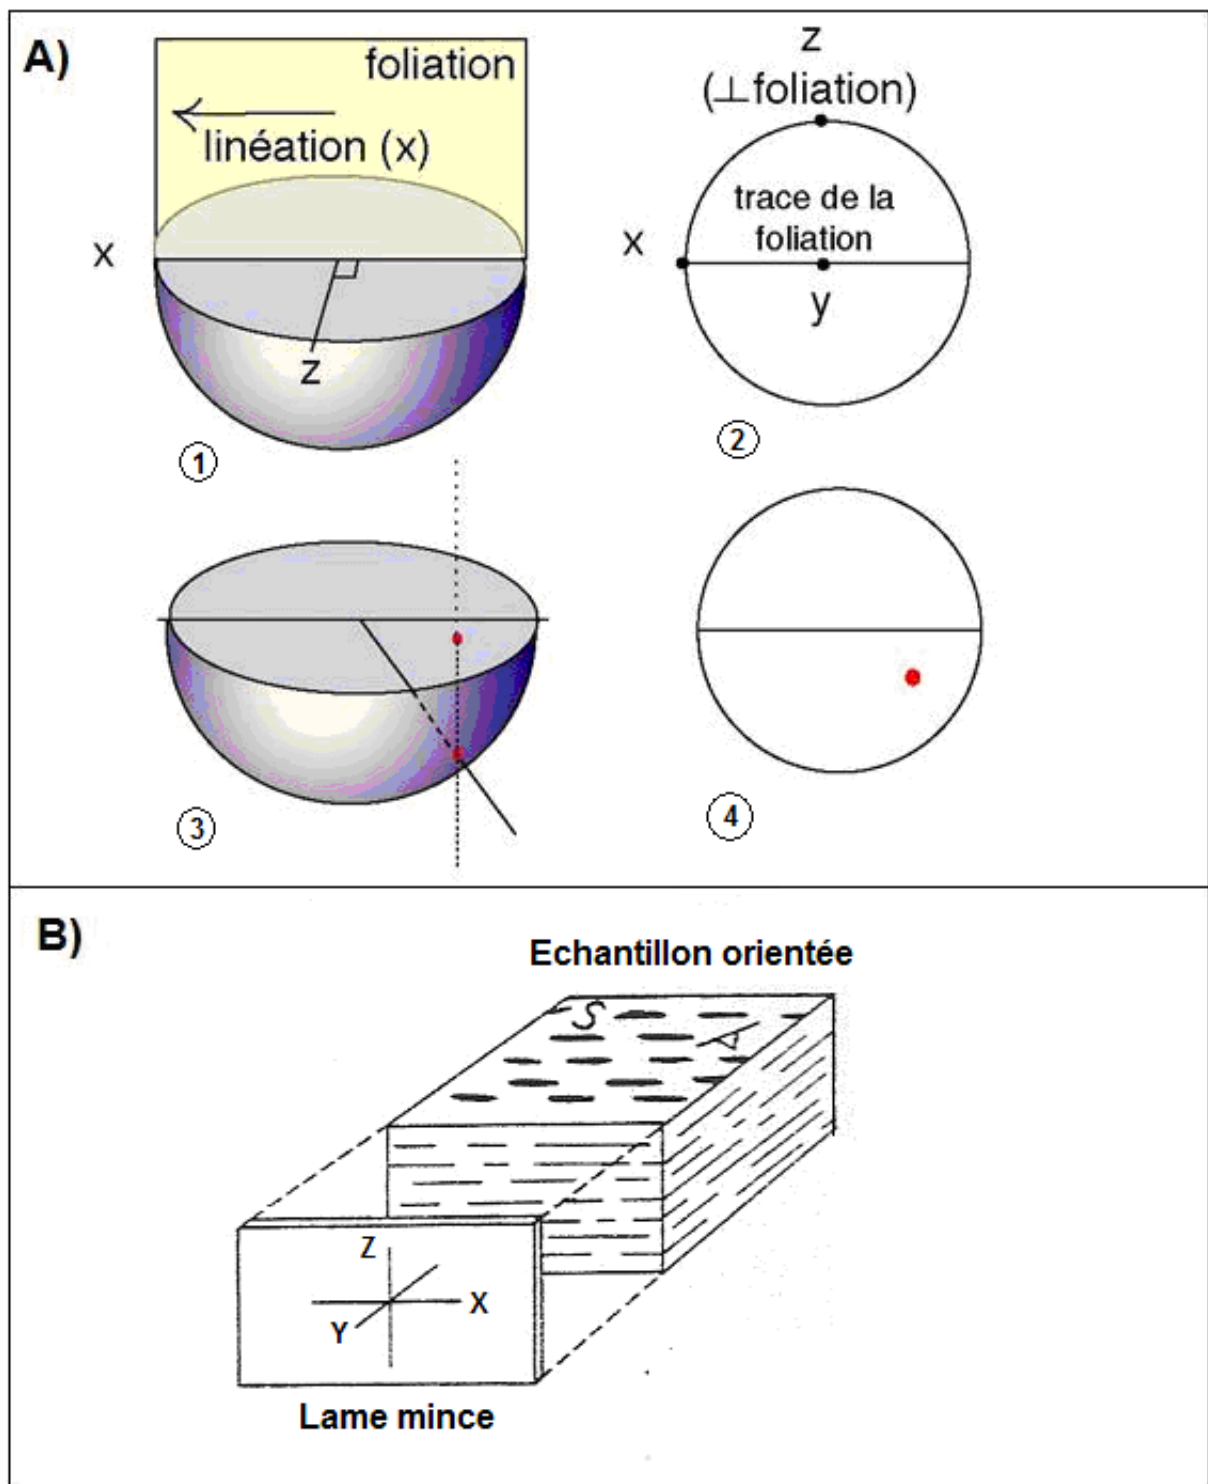 A)
foliation
linéation (x)
x
z
1
z
(⊥foliation)
trace de la
foliation
x
y
2
3
4
B)
Echantillon orientée
S
Z
X
Y
Lame mince